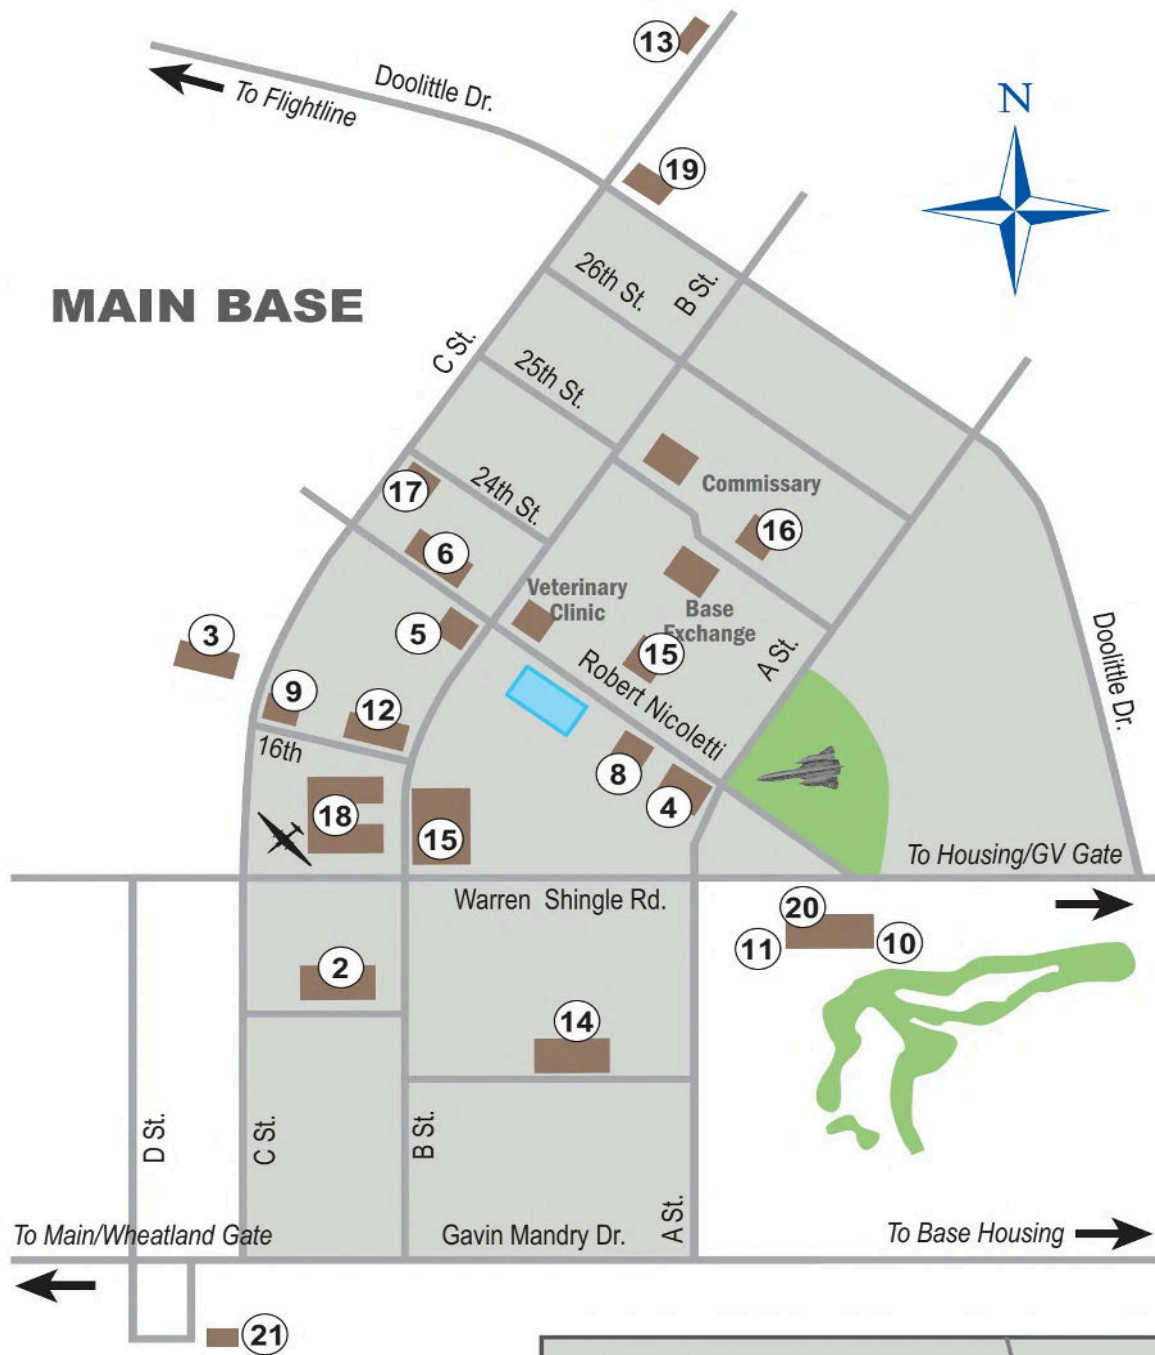 13
Doolittle Dr.
To Flightline
N
19
MAIN BASE
26th St.
B St.
C St.
25th St.
Commissary
17
24th St.
16
6
Veterinary
Clinic
Base
Exchange
3
5
15
A St.
Doolittle Dr.
Robert Nicoletti
9
12
16th
8
4
18
15
To Housing/GV Gate
Warren Shingle Rd.
20
11
10
2
14
D St.
C St.
B St.
A St.
To Main/Wheatland Gate
Gavin Mandry Dr.
To Base Housing
21